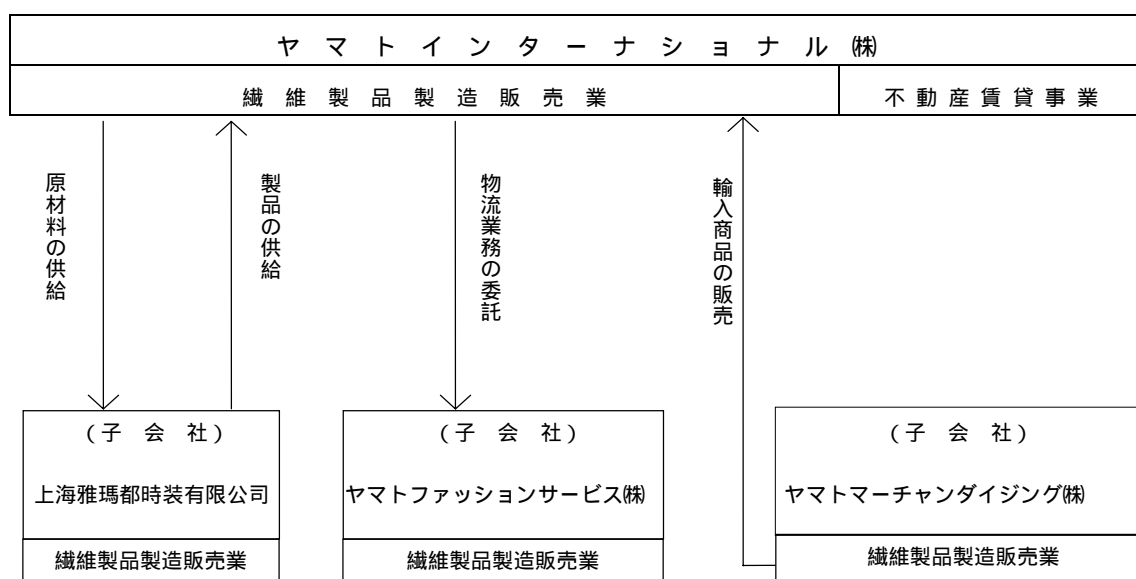 ヤマトインターナショナル㈱
繊維製品製造販売業
不動産賃貸事業
原材料の供給
製品の供給
物流業務の委託
輸入商品の販売
(子会社)
上海雅瑪都時装有限公司
繊維製品製造販売業
(子会社)
ヤマトファッションサービス㈱
繊維製品製造販売業
(子会社)
ヤマトマーチャンダイジング㈱
繊維製品製造販売業